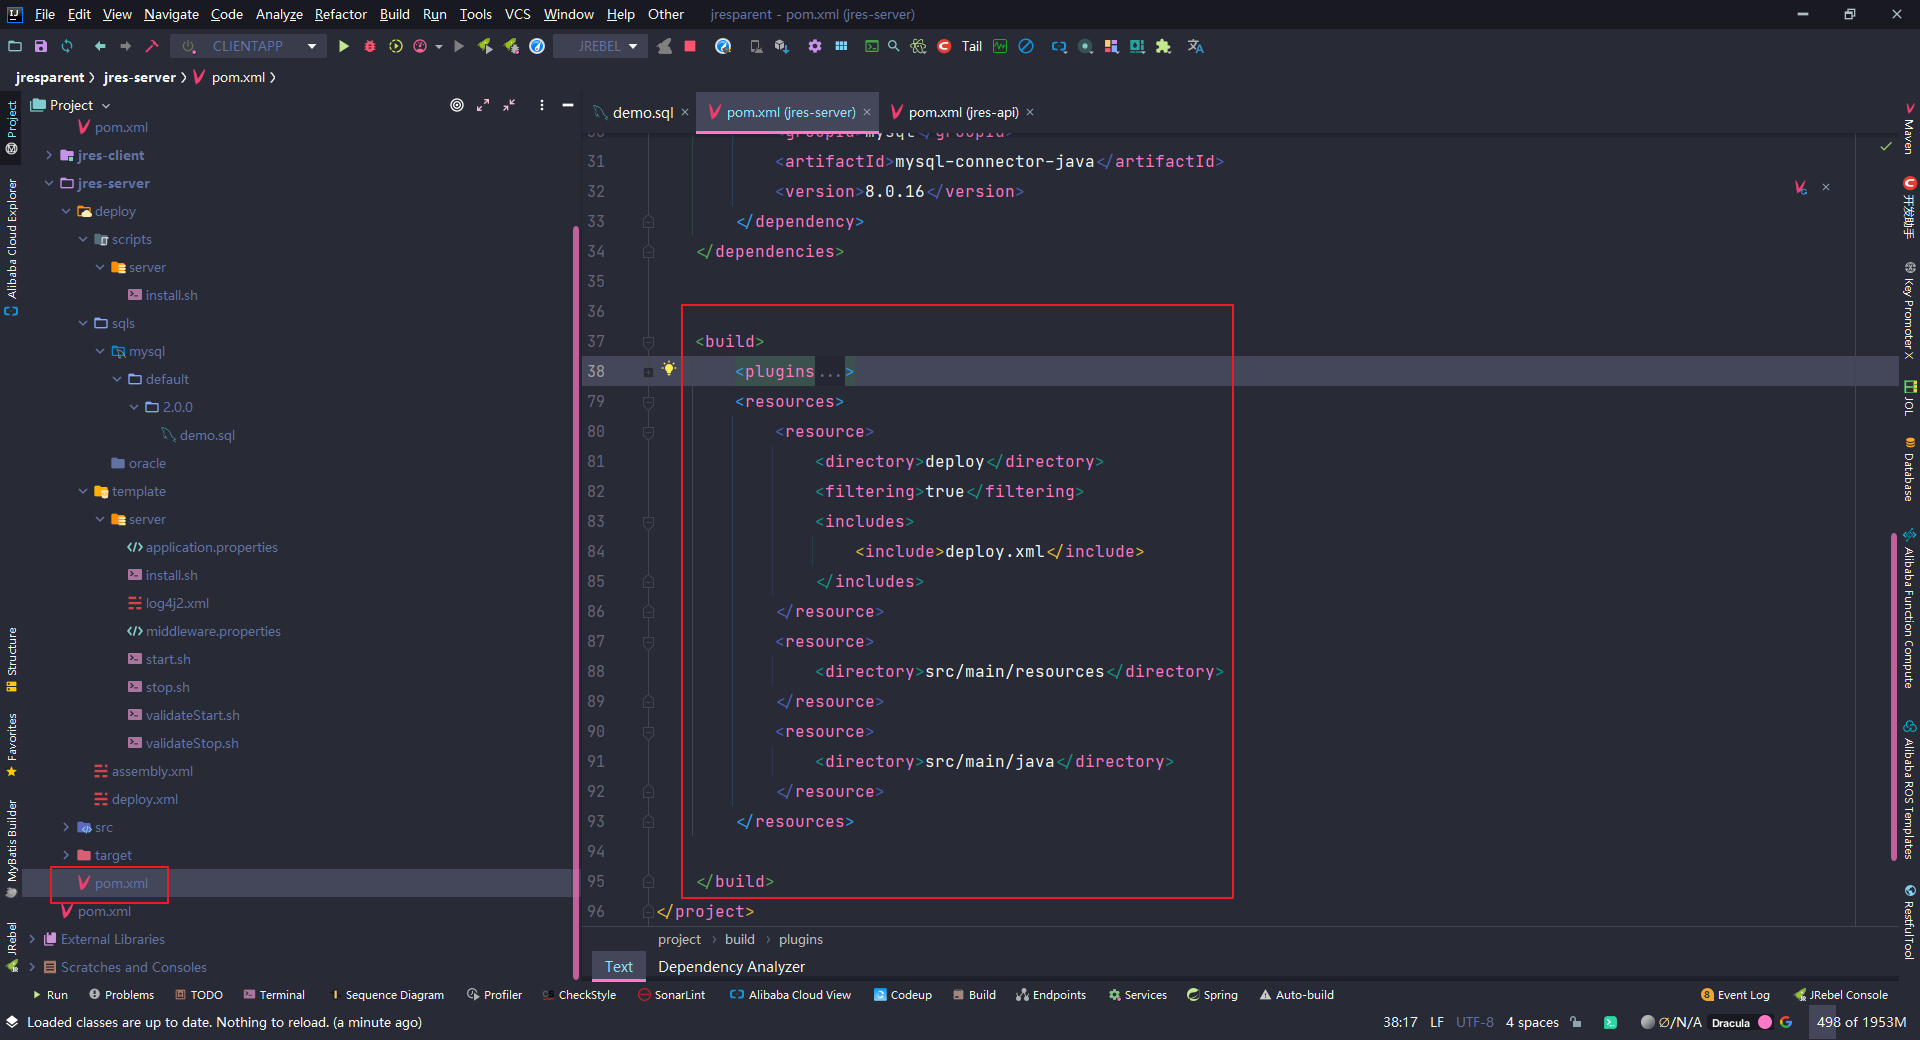 File Edit View Navigate Code Analyze Refactor Build Run Tools VCS Window Help Other jresparent - pom.xml (jres-server)
CLIENTAPP JREBEL Tail
jresparent jres-server pom.xml
Project
pom.xml
jres-client
jres-server
deploy
scripts
server
install.sh
sqls
mysql
default
2.0.0
demo.sql
oracle
template
server
application.properties
install.sh
log4j2.xml
middleware.properties
start.sh
stop.sh
validateStart.sh
validateStop.sh
assembly.xml
deploy.xml
src
target
pom.xml
pom.xml
External Libraries
Scratches and Consoles
Project
Alibaba Cloud Explorer
Structure
Favorites
MyBatis Builder
JRebel
demo.sql pom.xml (jres-server) pom.xml (jres-api)
30 <groupId>mysql</groupId>
31 <artifactId>mysql-connector-java</artifactId>
32 <version>8.0.16</version>
33 </dependency>
34 </dependencies>
35
36
37 <build>
38 <plugins...>
79 <resources>
80 <resource>
81 <directory>deploy</directory>
82 <filtering>true</filtering>
83 <includes>
84 <include>deploy.xml</include>
85 </includes>
86 </resource>
87 <resource>
88 <directory>src/main/resources</directory>
89 </resource>
90 <resource>
91 <directory>src/main/java</directory>
92 </resource>
93 </resources>
94
95 </build>
96 </project>
project › build › plugins
Text Dependency Analyzer
Maven
开发助手
Key Promoter X
JOL
Database
Alibaba Function Compute
Alibaba ROS Templates
RestfulTool
Run Problems TODO Terminal Sequence Diagram Profiler CheckStyle SonarLint Alibaba Cloud View Codeup Build Endpoints Services Spring Auto-build 8 Event Log JRebel Console
Loaded classes are up to date. Nothing to reload. (a minute ago) 38:17 LF UTF-8 4 spaces Ø/N/A Dracula 498 of 1953M